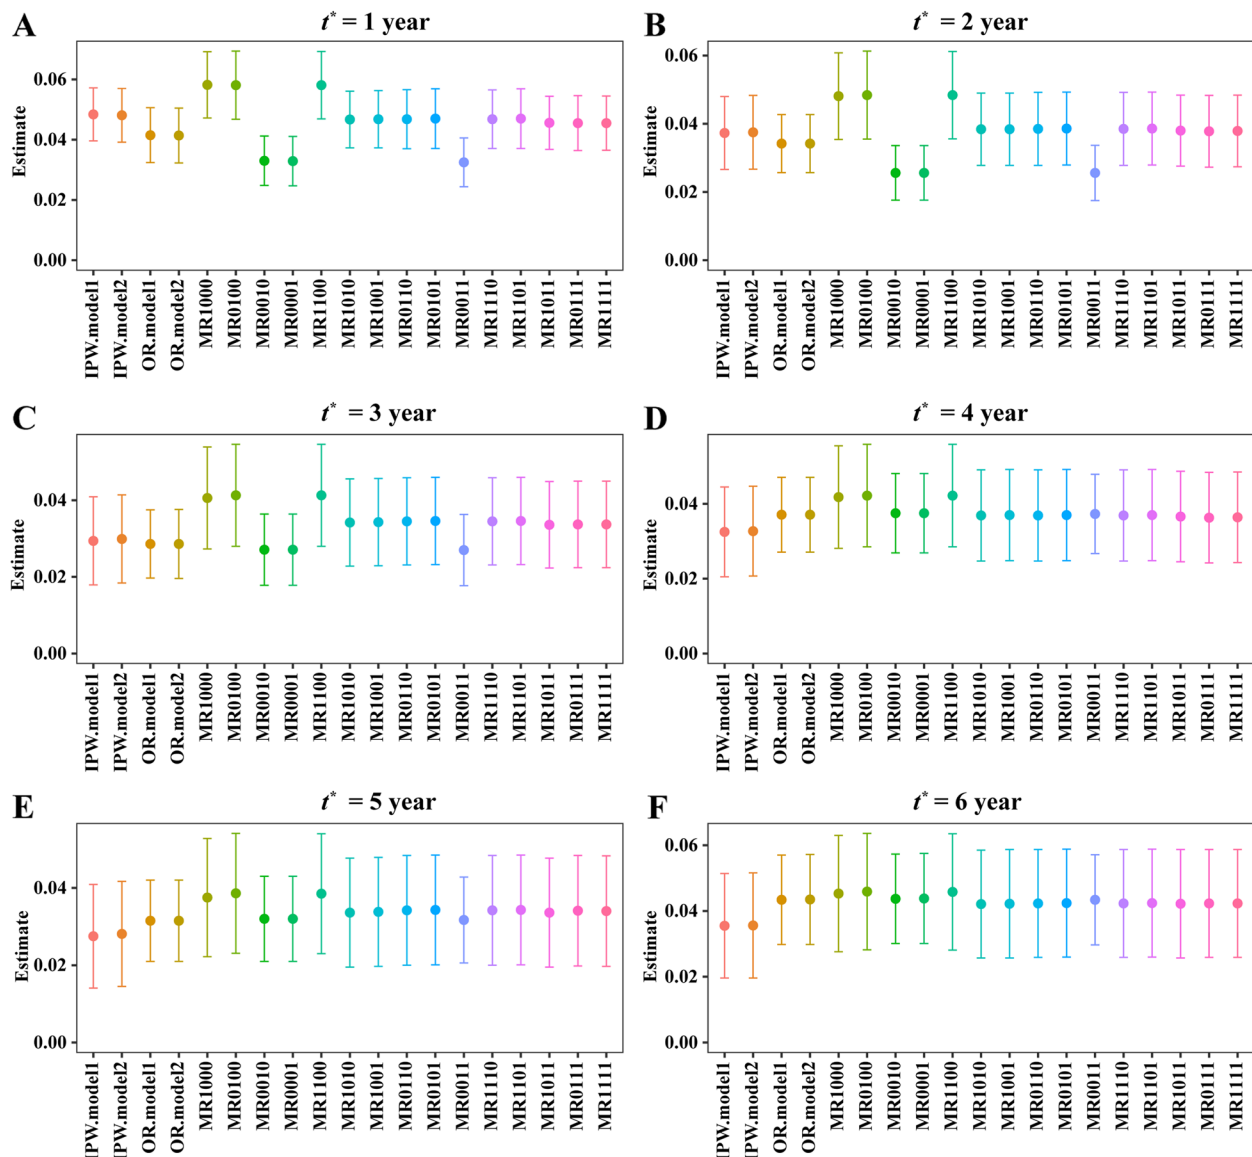 A
t* = 1 year
Estimate
0.06
0.04
0.02
0.00
IPW.model1
IPW.model2
OR.model1
OR.model2
MR1000
MR0100
MR0010
MR0001
MR1100
MR1010
MR1001
MR0110
MR0101
MR0011
MR1110
MR1101
MR1011
MR0111
MR1111
B
t* = 2 year
Estimate
0.06
0.04
0.02
0.00
IPW.model1
IPW.model2
OR.model1
OR.model2
MR1000
MR0100
MR0010
MR0001
MR1100
MR1010
MR1001
MR0110
MR0101
MR0011
MR1110
MR1101
MR1011
MR0111
MR1111
C
t* = 3 year
Estimate
0.04
0.02
0.00
IPW.model1
IPW.model2
OR.model1
OR.model2
MR1000
MR0100
MR0010
MR0001
MR1100
MR1010
MR1001
MR0110
MR0101
MR0011
MR1110
MR1101
MR1011
MR0111
MR1111
D
t* = 4 year
Estimate
0.04
0.02
0.00
IPW.model1
IPW.model2
OR.model1
OR.model2
MR1000
MR0100
MR0010
MR0001
MR1100
MR1010
MR1001
MR0110
MR0101
MR0011
MR1110
MR1101
MR1011
MR0111
MR1111
E
t* = 5 year
Estimate
0.04
0.02
0.00
IPW.model1
IPW.model2
OR.model1
OR.model2
MR1000
MR0100
MR0010
MR0001
MR1100
MR1010
MR1001
MR0110
MR0101
MR0011
MR1110
MR1101
MR1011
MR0111
MR1111
F
t* = 6 year
Estimate
0.06
0.04
0.02
0.00
IPW.model1
IPW.model2
OR.model1
OR.model2
MR1000
MR0100
MR0010
MR0001
MR1100
MR1010
MR1001
MR0110
MR0101
MR0011
MR1110
MR1101
MR1011
MR0111
MR1111